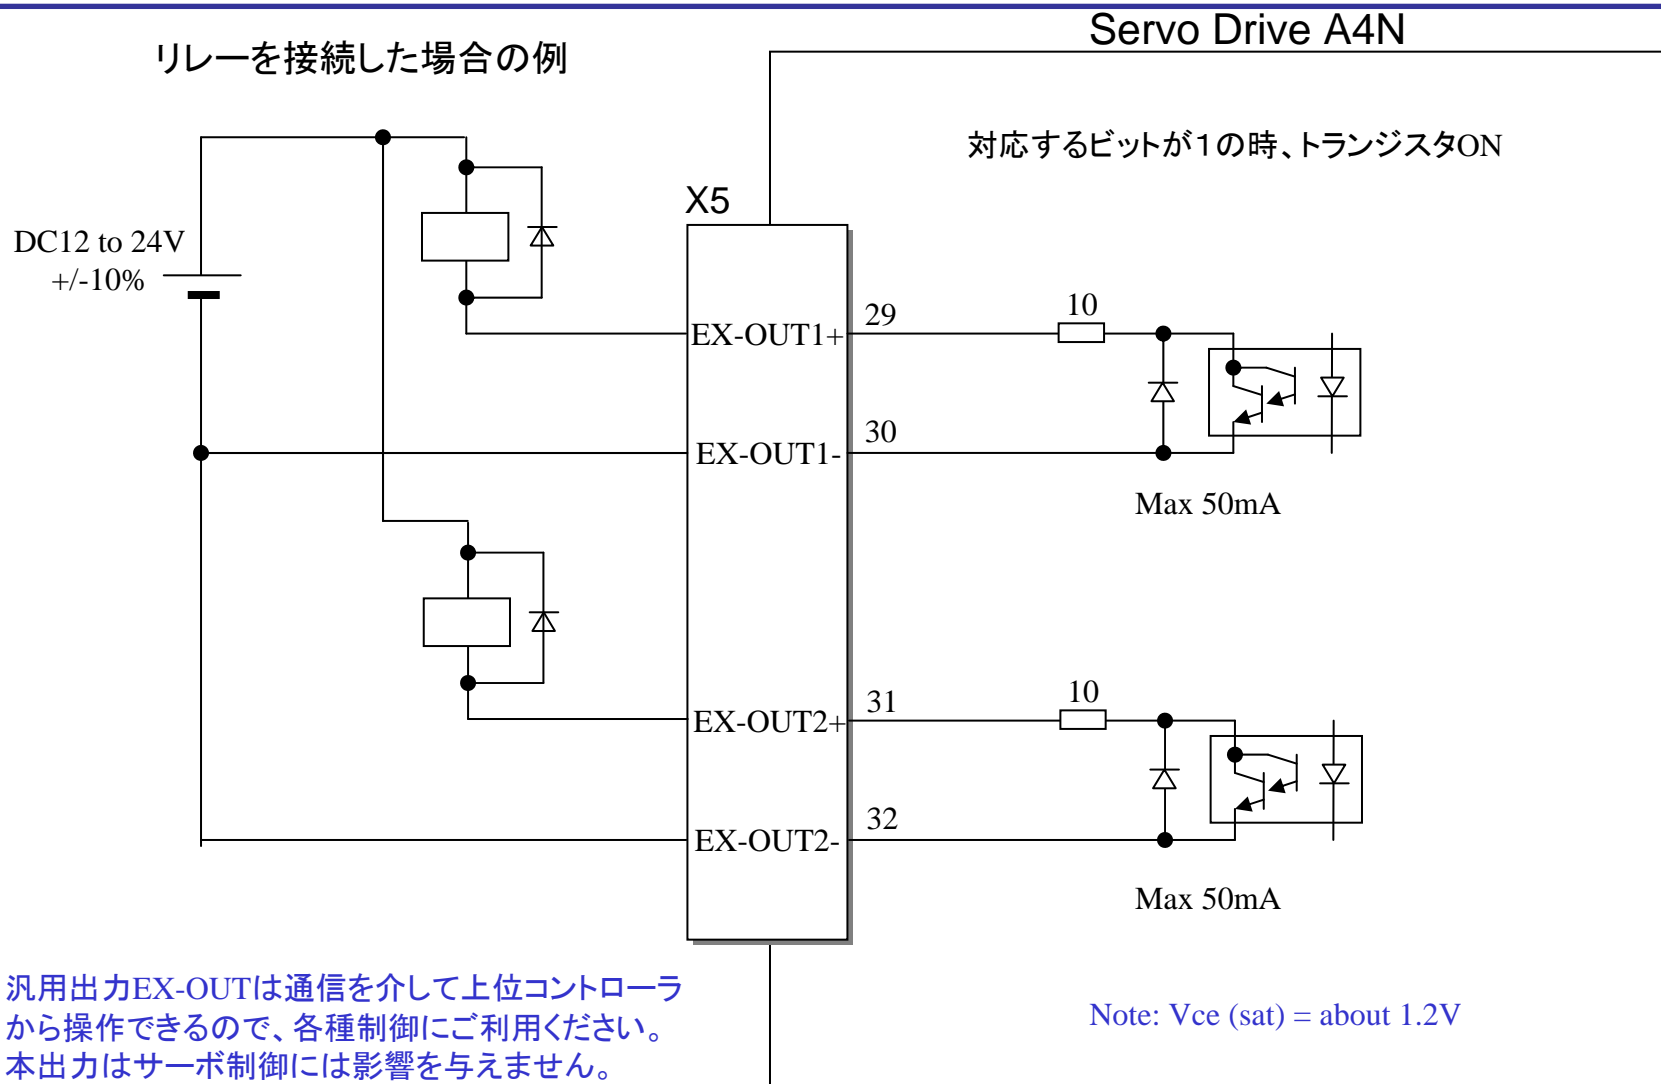 Servo Drive A4N
リレーを接続した場合の例
対応するビットが１の時、トランジスタON
X5
DC12 to 24V
+/-10%
EX-OUT1+
29
10
EX-OUT1-
30
Max 50mA
EX-OUT2+
31
10
EX-OUT2-
32
Max 50mA
汎用出力EX-OUTは通信を介して上位コントローラ
から操作できるので、各種制御にご利用ください。
本出力はサーボ制御には影響を与えません。
Note: Vce (sat) = about 1.2V